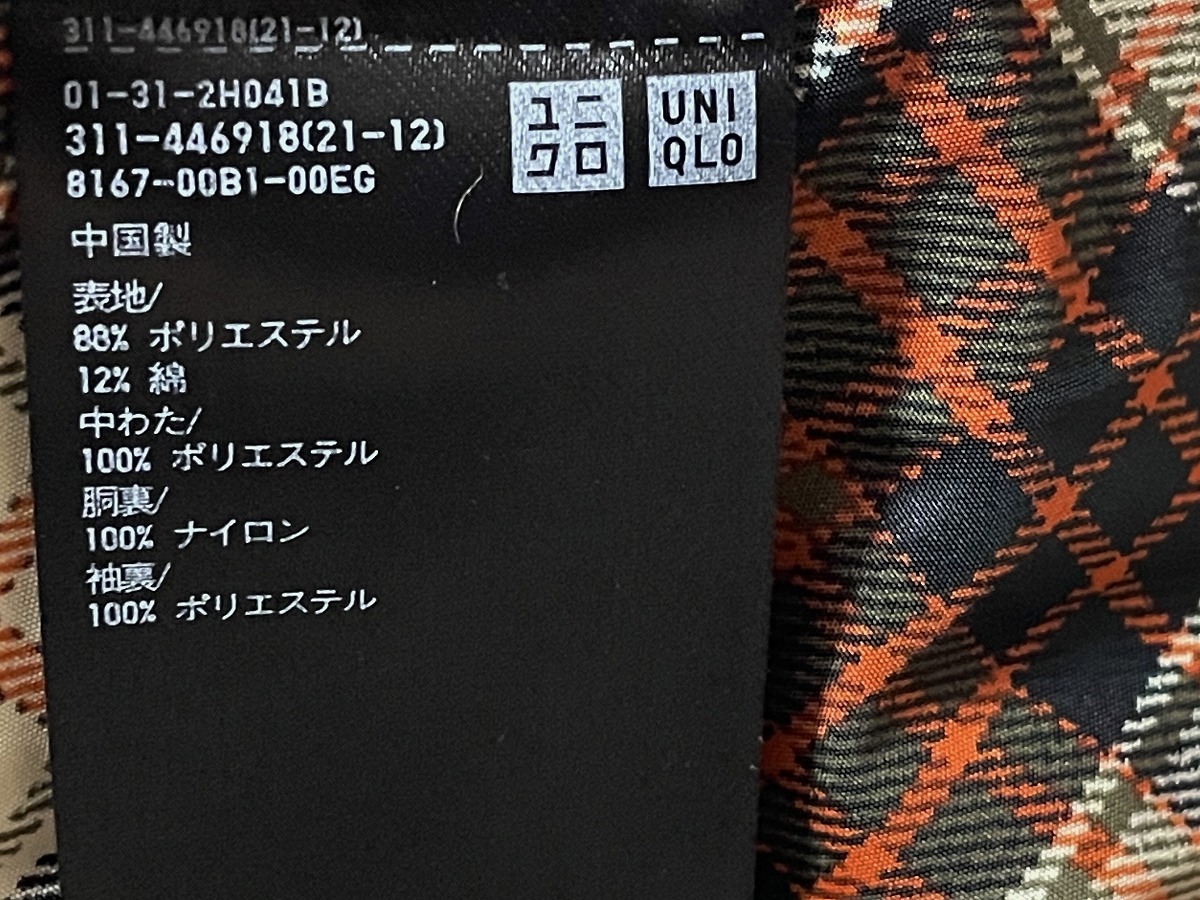 311-446918(21-12)
01-31-2H041B
311-446918(21-12)
8167-00B1-00EG
ユニ
クロ
UNI
QLO
中国製
表地/
88% ポリエステル
12% 綿
中わた/
100% ポリエステル
胴裏/
100% ナイロン
袖裏/
100% ポリエステル